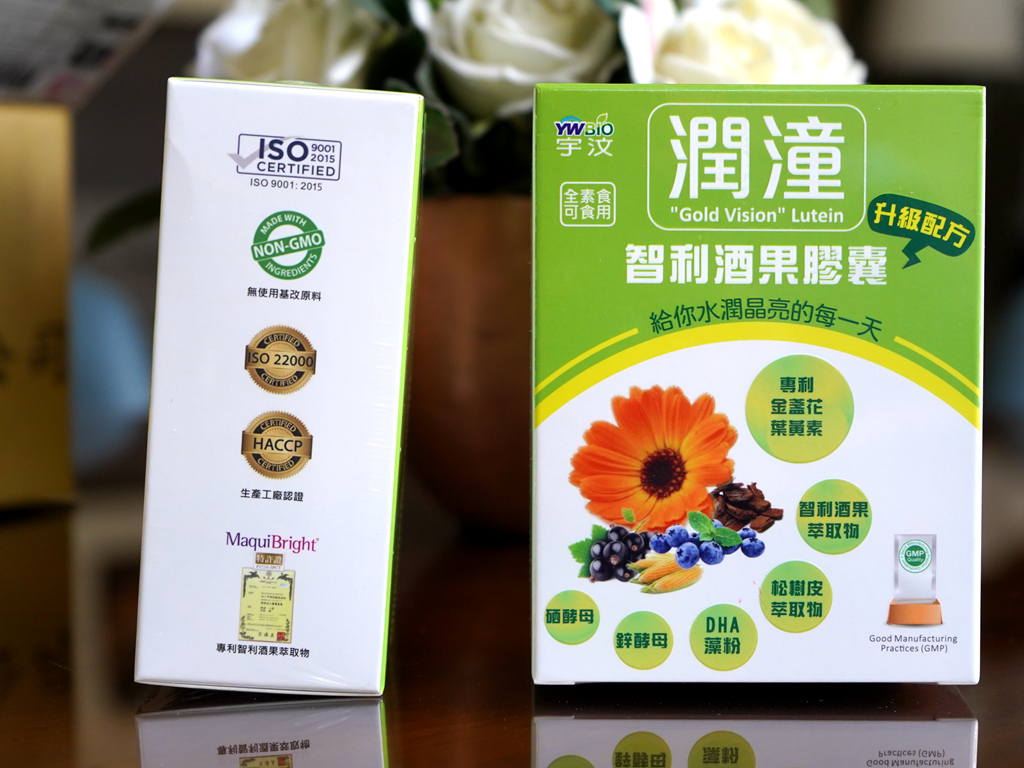 ISO 9001
2015
CERTIFIED
ISO 9001: 2015
MADE WITH
NON-GMO
INGREDIENTS
無使用基改原料
CERTIFIED
ISO 22000
CERTIFIED
CERTIFIED
HACCP
CERTIFIED
生產工廠認證
MaquiBright®
特許證
專利智利酒果萃取物
YWBIO
宇汶
全素食
可食用
潤潼
"Gold Vision" Lutein
升級配方
智利酒果膠囊
給你水潤晶亮的每一天
專利
金盞花
葉黃素
智利酒果
萃取物
松樹皮
萃取物
DHA
藻粉
鋅酵母
硒酵母
GMP
Quality
Good Manufacturing
Practices (GMP)